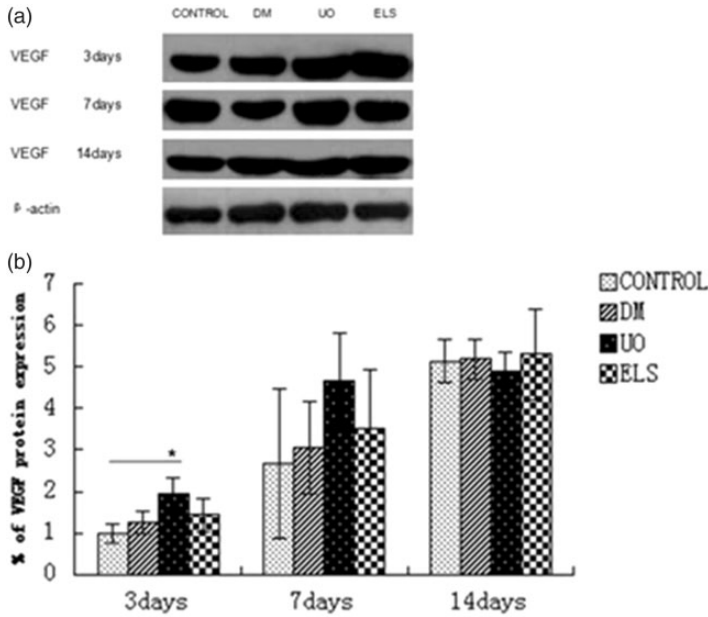 (a)
CONTROL DM UO ELS
VEGF 3days
VEGF 7days
VEGF 14days
β-actin
(b)
% of VEGF protein expression
7
6
5
4
3
2
1
0
*
3days 7days 14days
CONTROL
DM
UO
ELS